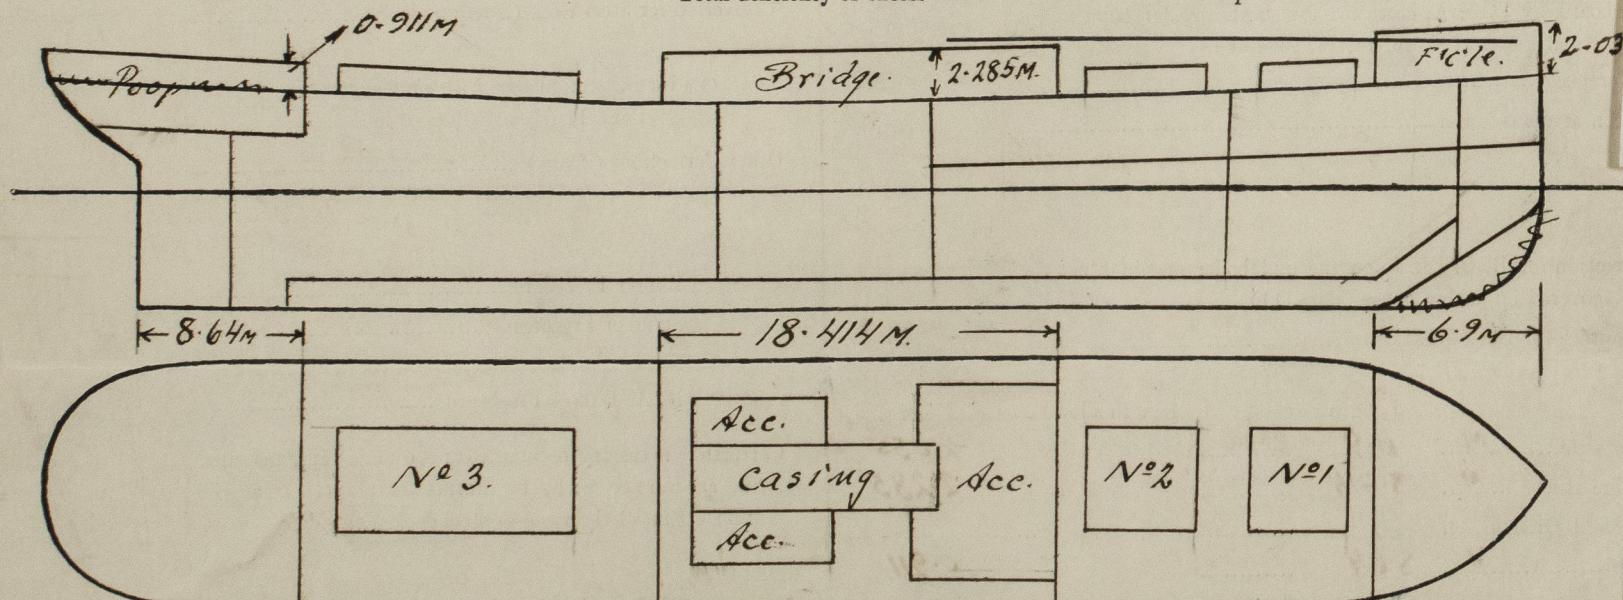 0·911M
Poop
Bridge.
2·285M.
F'c'le.
2-03
8·64M
18·414M.
6·9M
Acc.
Nº 3.
Casing
Acc.
Nº2
Nº1
Acc.